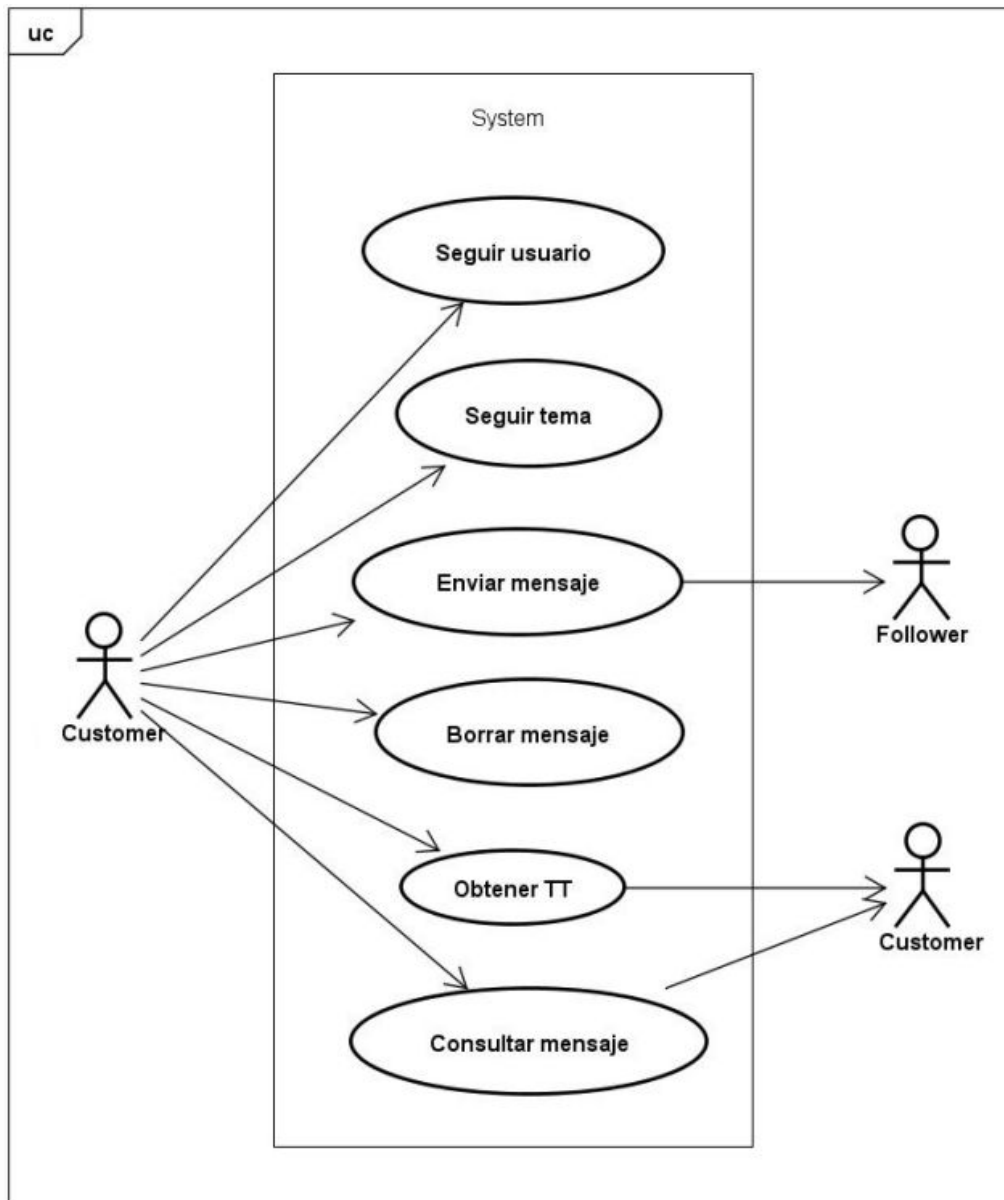 uc
System
Seguir usuario
Seguir tema
Enviar mensaje
Follower
Customer
Borrar mensaje
Obtener TT
Customer
Consultar mensaje